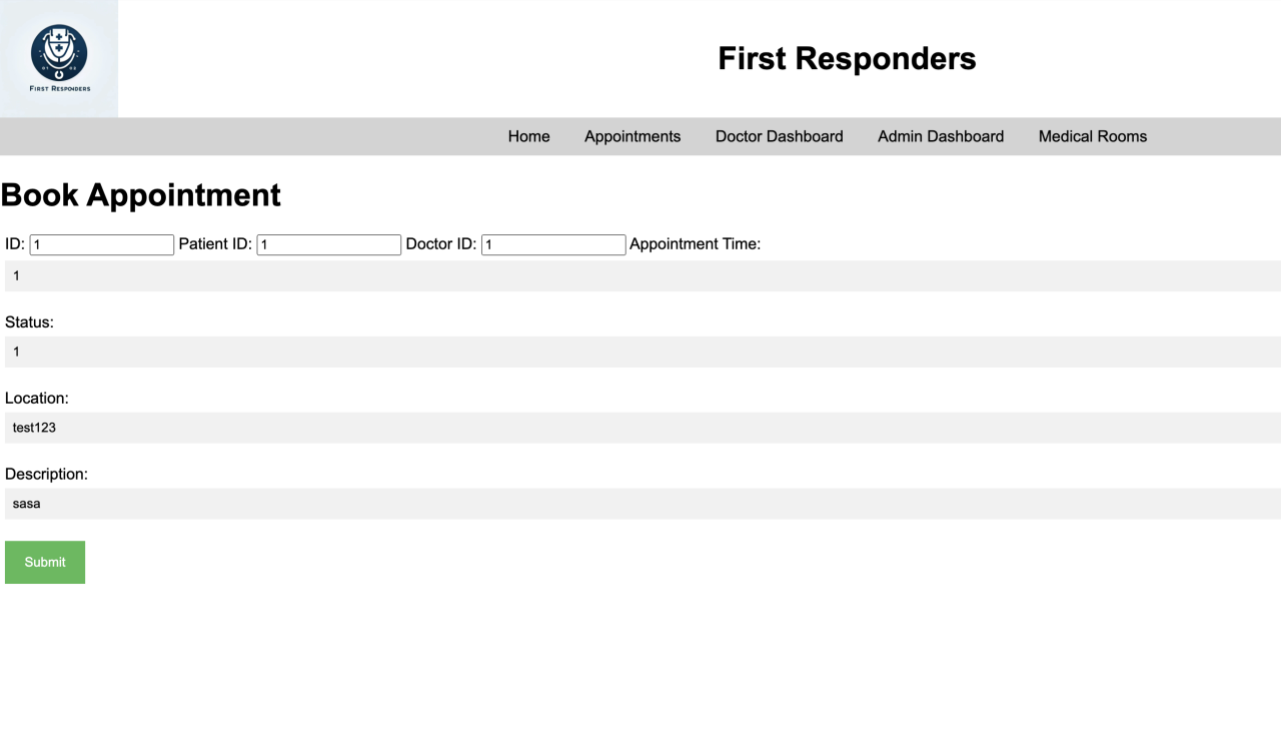 First Responders
FIRST RESPONDERS
Home Appointments Doctor Dashboard Admin Dashboard Medical Rooms
Book Appointment
ID: 1 Patient ID: 1 Doctor ID: 1 Appointment Time:
1
Status:
1
Location:
test123
Description:
sasa
Submit